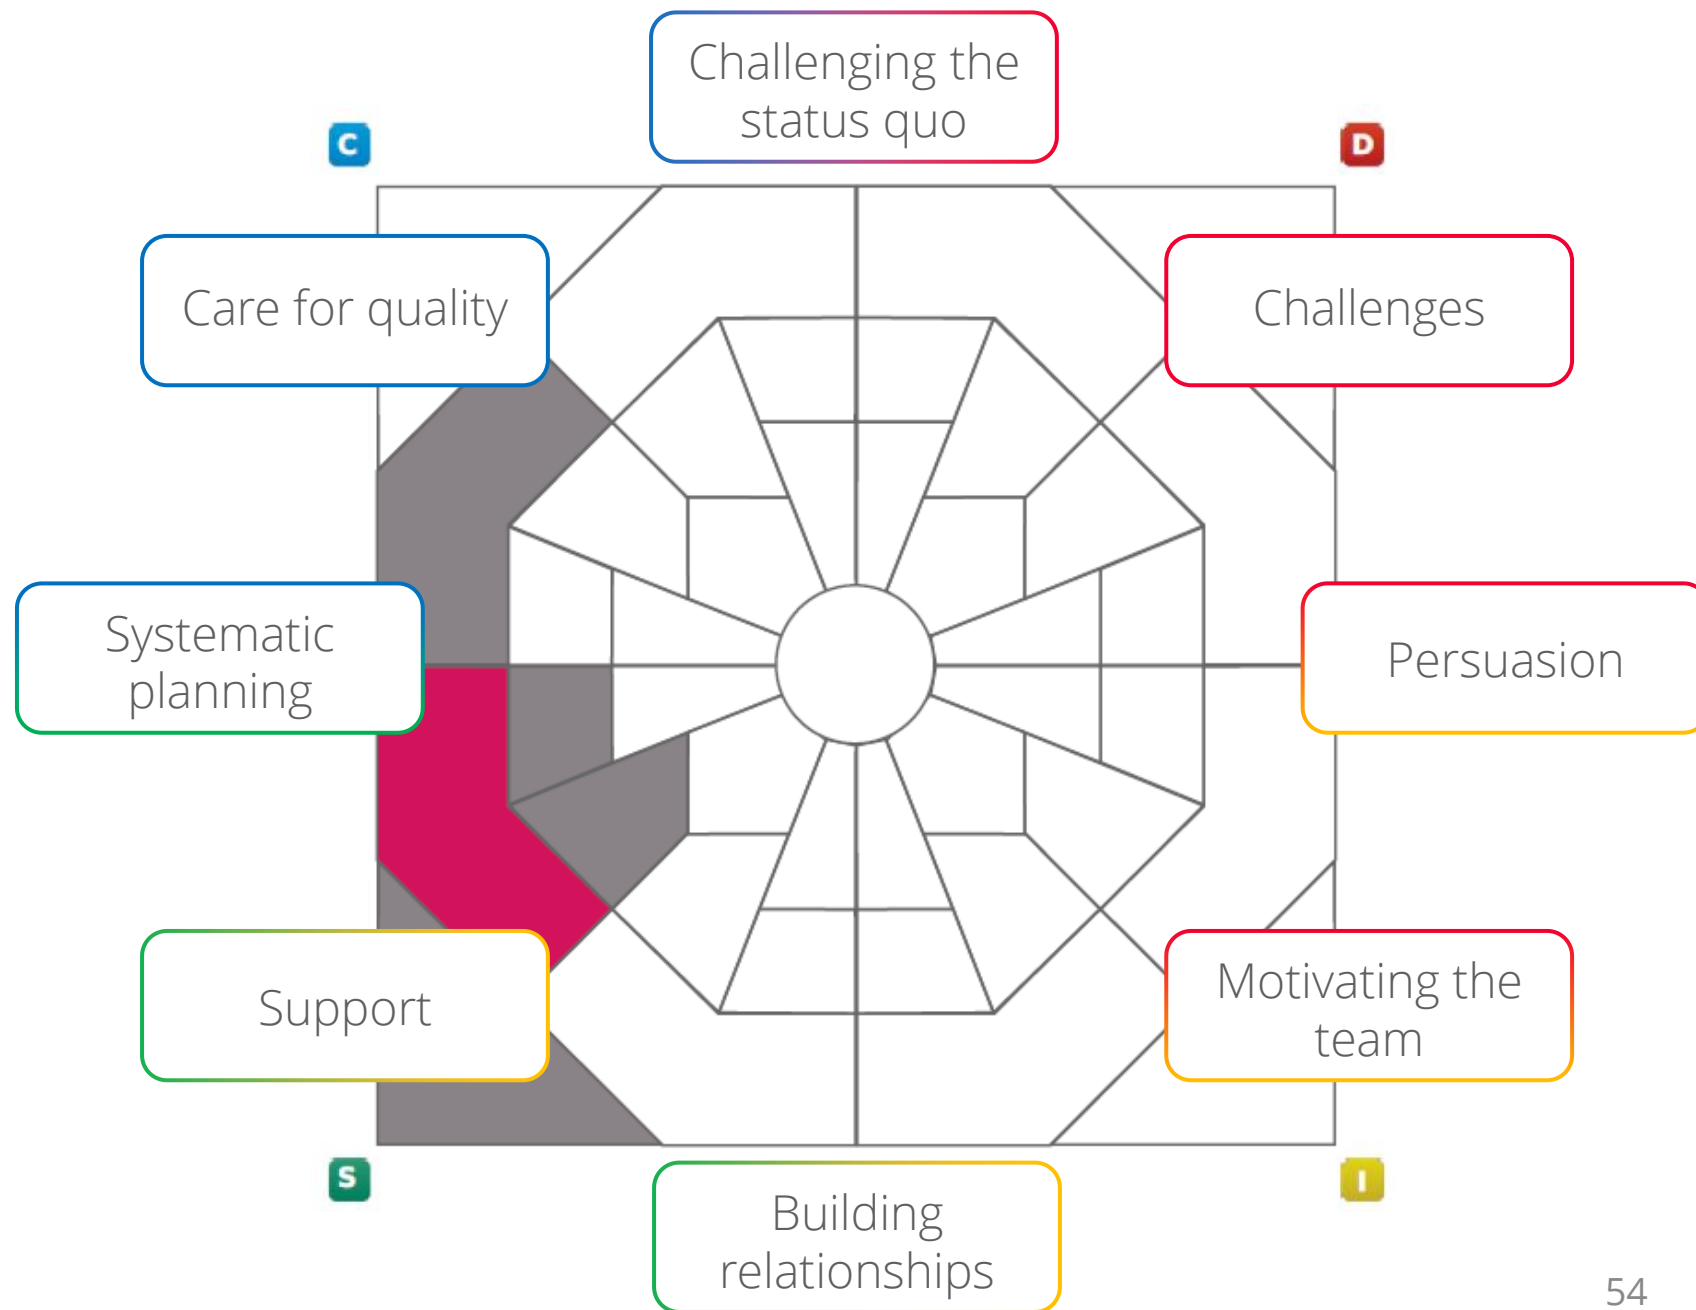 Challenging the
status quo
C
D
Care for quality
Challenges
Systematic
planning
Persuasion
Support
Motivating the
team
S
I
Building
relationships
54